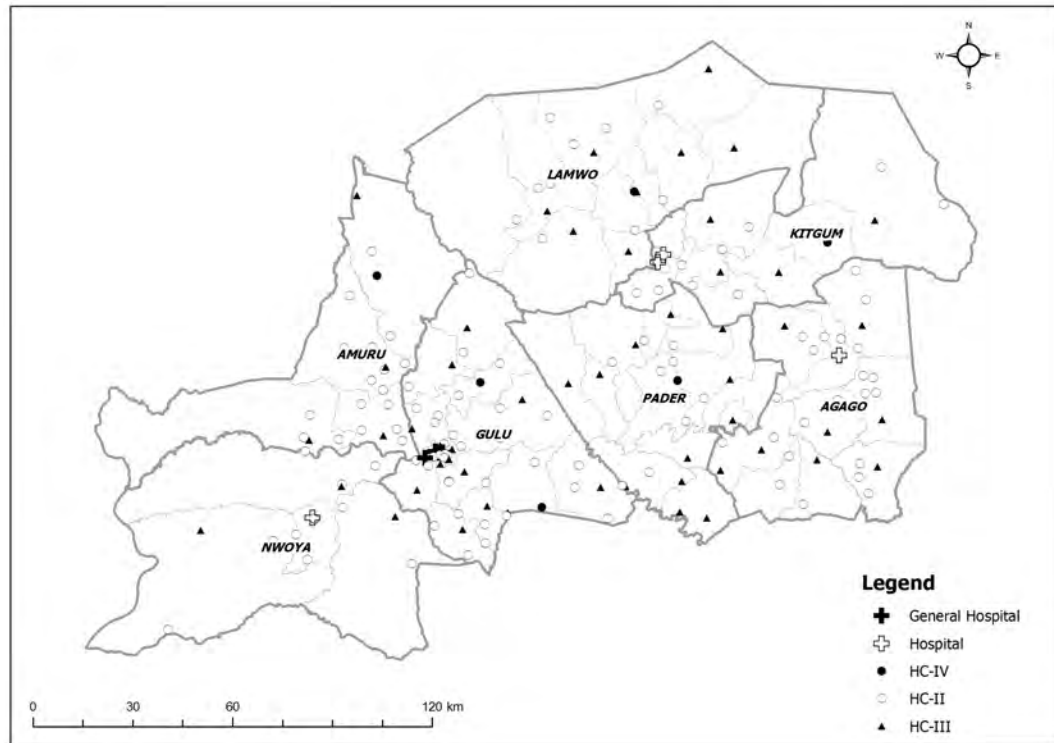 N
W E
S
LAMWO
KITGUM
AMURU
PADER
AGAGO
GULU
NWOYA
Legend
General Hospital
Hospital
HC-IV
HC-II
HC-III
0 30 60 120 km